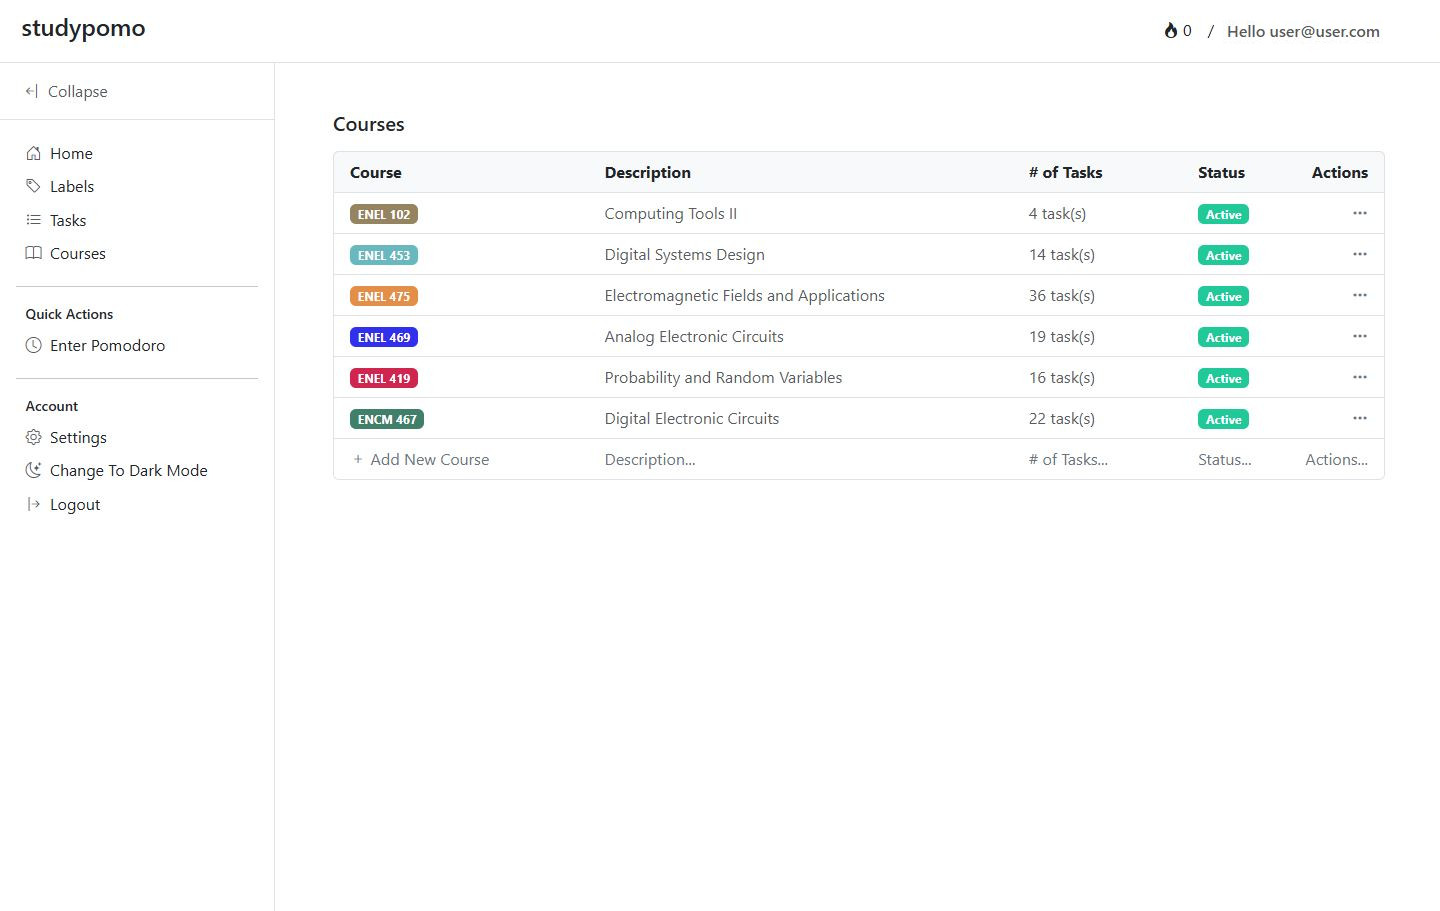 studypomo
0 / Hello user@user.com
Collapse
Home
Labels
Tasks
Courses
Quick Actions
Enter Pomodoro
Account
Settings
Change To Dark Mode
Logout
Courses
Course Description # of Tasks Status Actions
ENEL 102 Computing Tools II 4 task(s) Active ...
ENEL 453 Digital Systems Design 14 task(s) Active ...
ENEL 475 Electromagnetic Fields and Applications 36 task(s) Active ...
ENEL 469 Analog Electronic Circuits 19 task(s) Active ...
ENEL 419 Probability and Random Variables 16 task(s) Active ...
ENCM 467 Digital Electronic Circuits 22 task(s) Active ...
+ Add New Course Description... # of Tasks... Status... Actions...